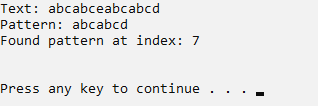 Text: abcabceabcabcd
Pattern: abcabcd
Found pattern at index: 7
Press any key to continue . . .